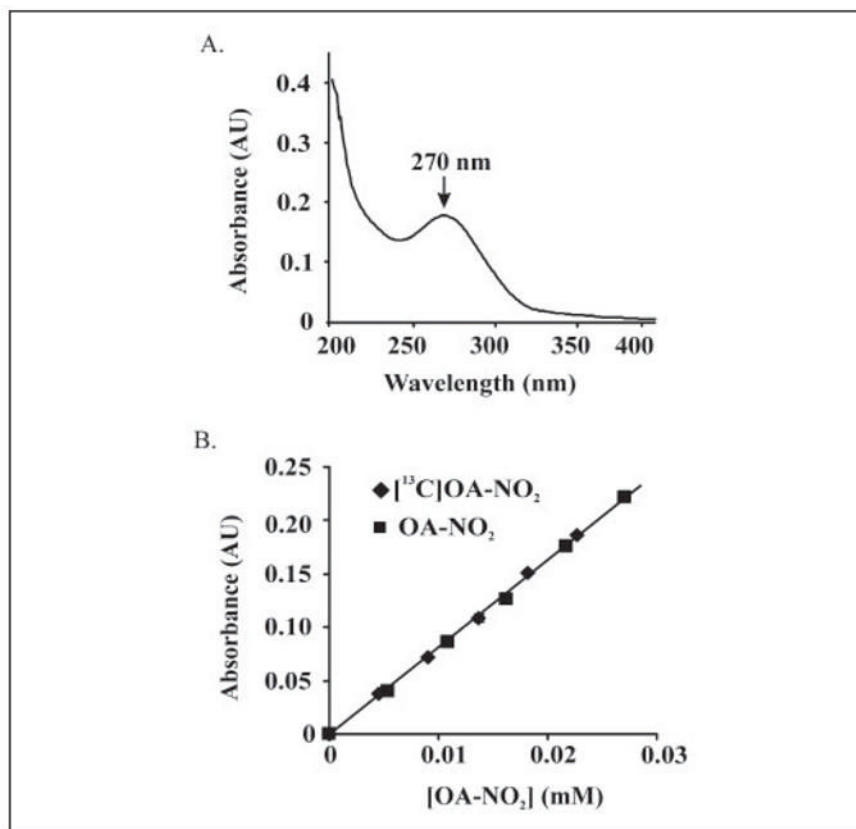 A.
0.4
0.3
0.2
0.1
0
Absorbance (AU)
270 nm
200 250 300 350 400
Wavelength (nm)
B.
0.25
0.20
0.15
0.10
0.05
0
Absorbance (AU)
[¹³C]OA-NO₂
OA-NO₂
0 0.01 0.02 0.03
[OA-NO₂] (mM)